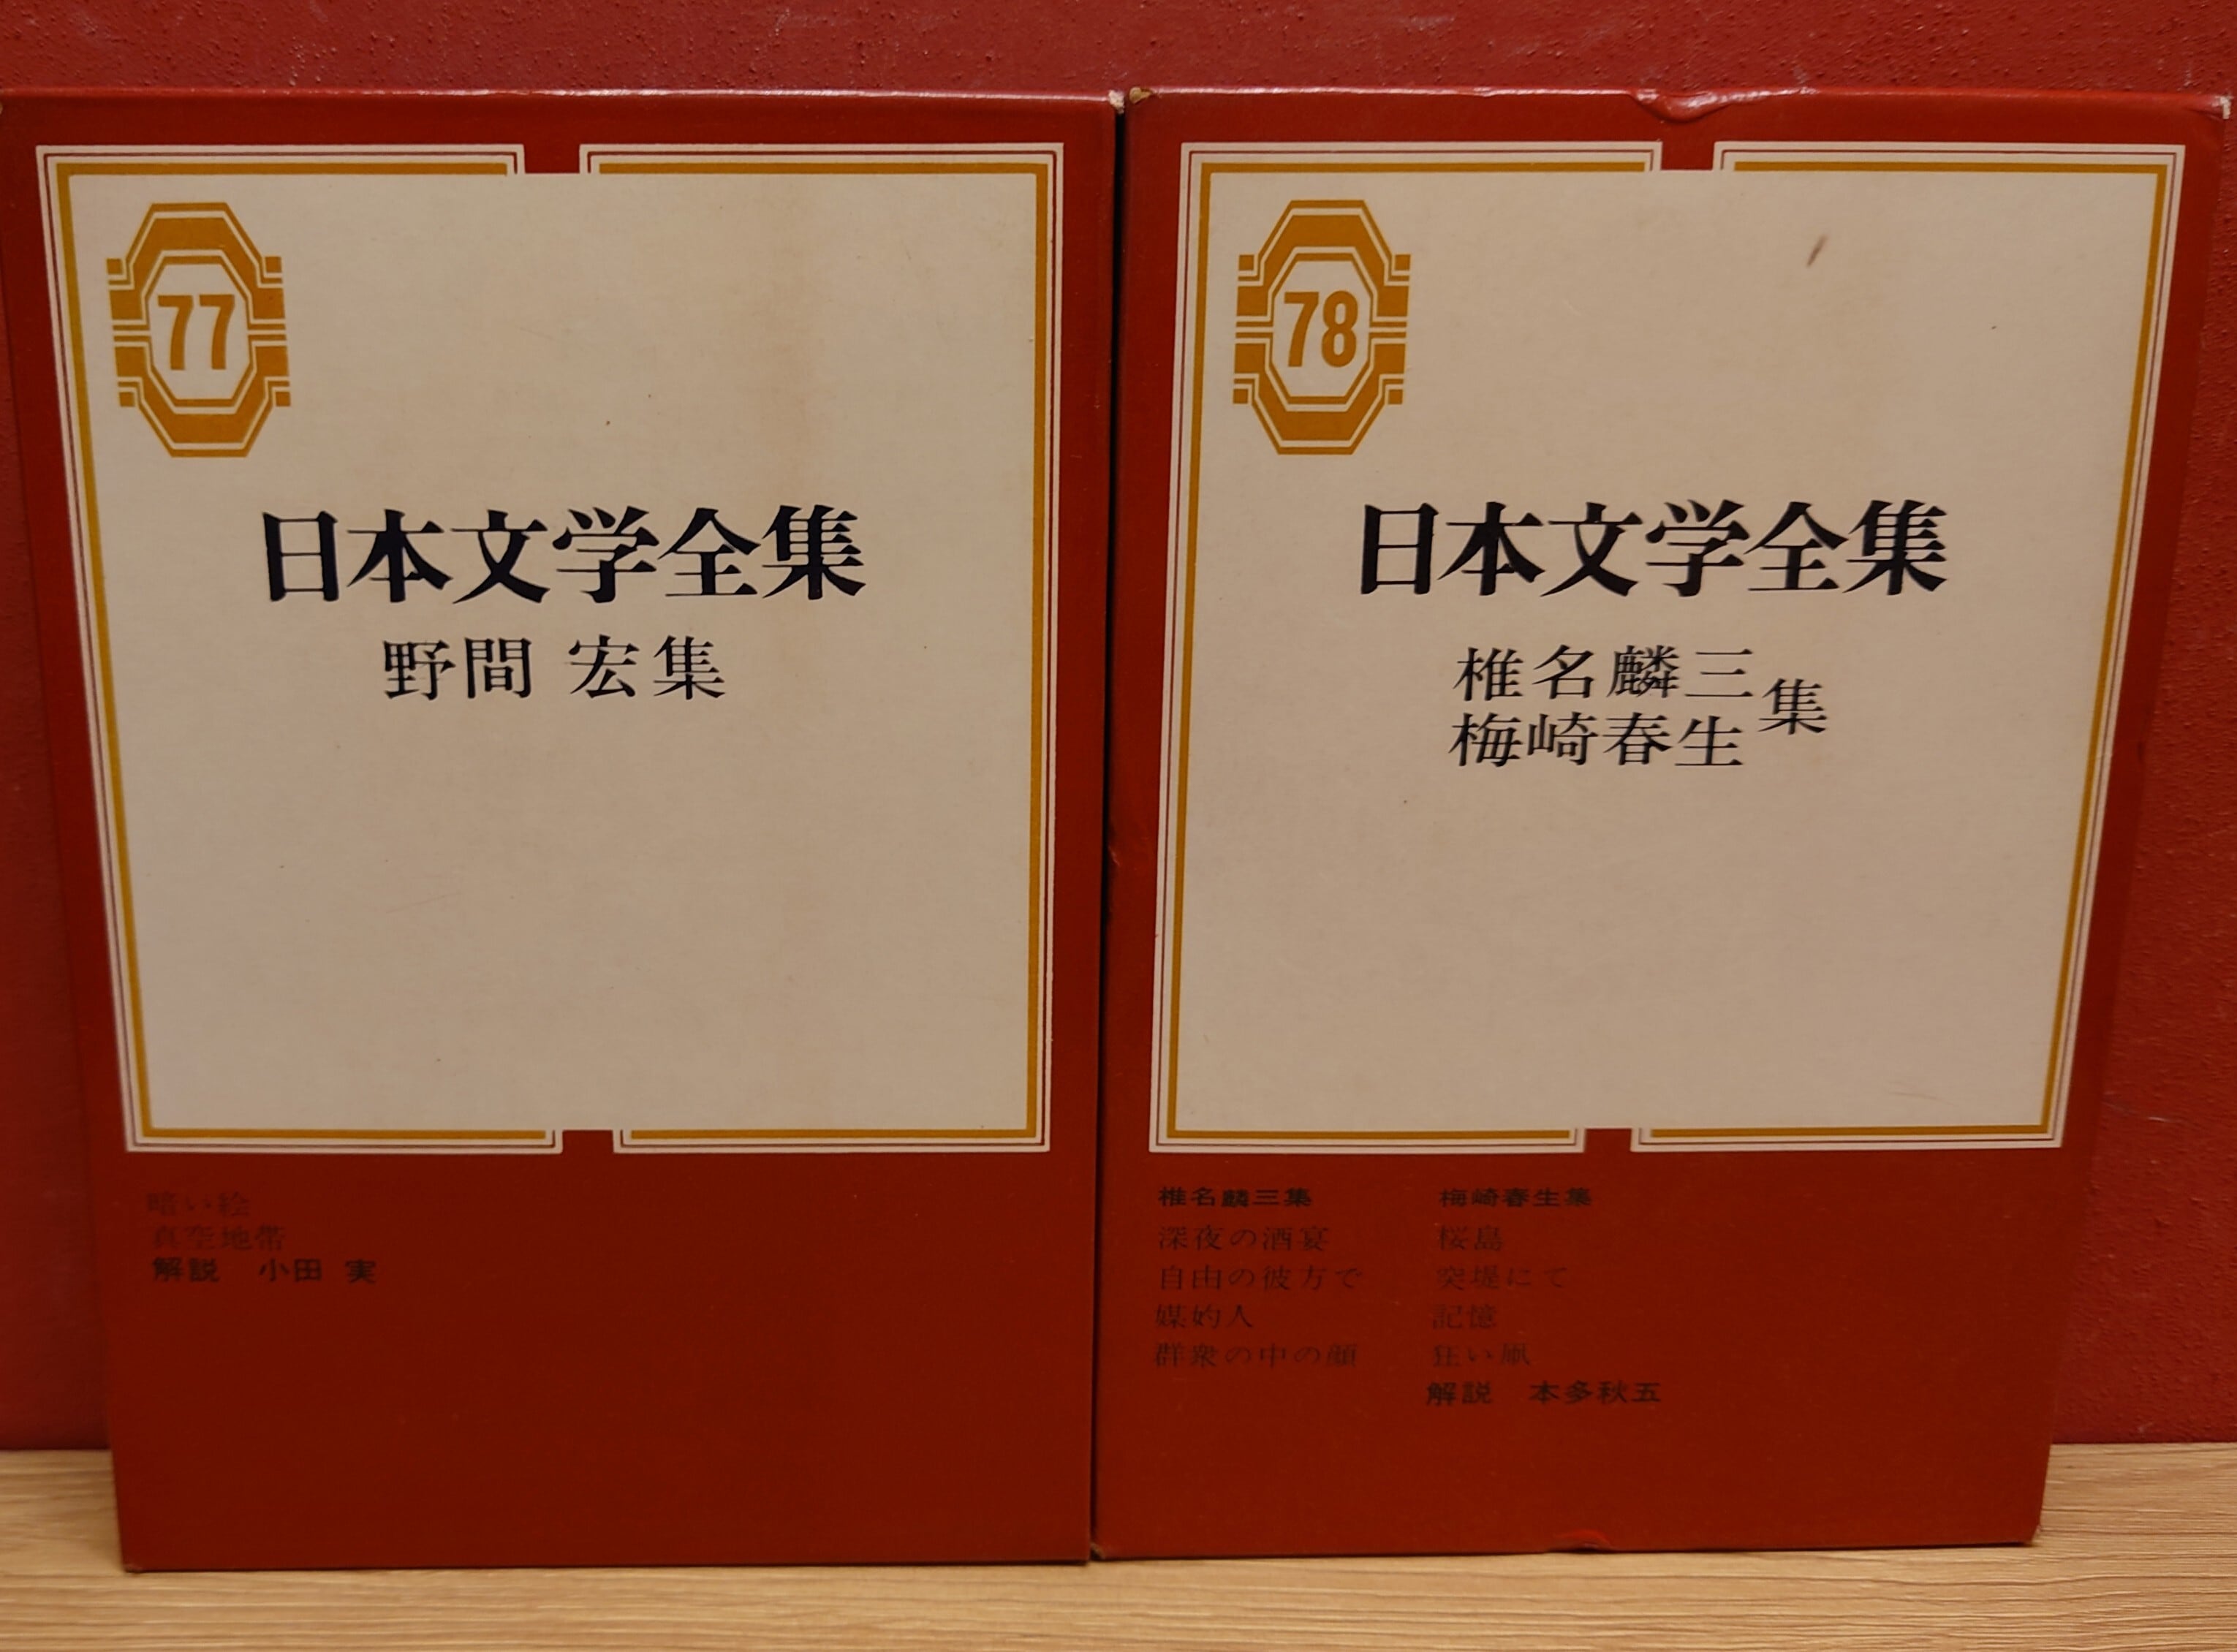 77
日本文学全集
野間 宏集
暗い絵
真空地帯
解説 小田 実
78
日本文学全集
椎名麟三
梅崎春生
集
椎名麟三集
深夜の酒宴
自由の彼方で
媒妁人
群衆の中の顔
梅崎春生集
桜島
突堤にて
記憶
狂い凧
解説 本多秋五